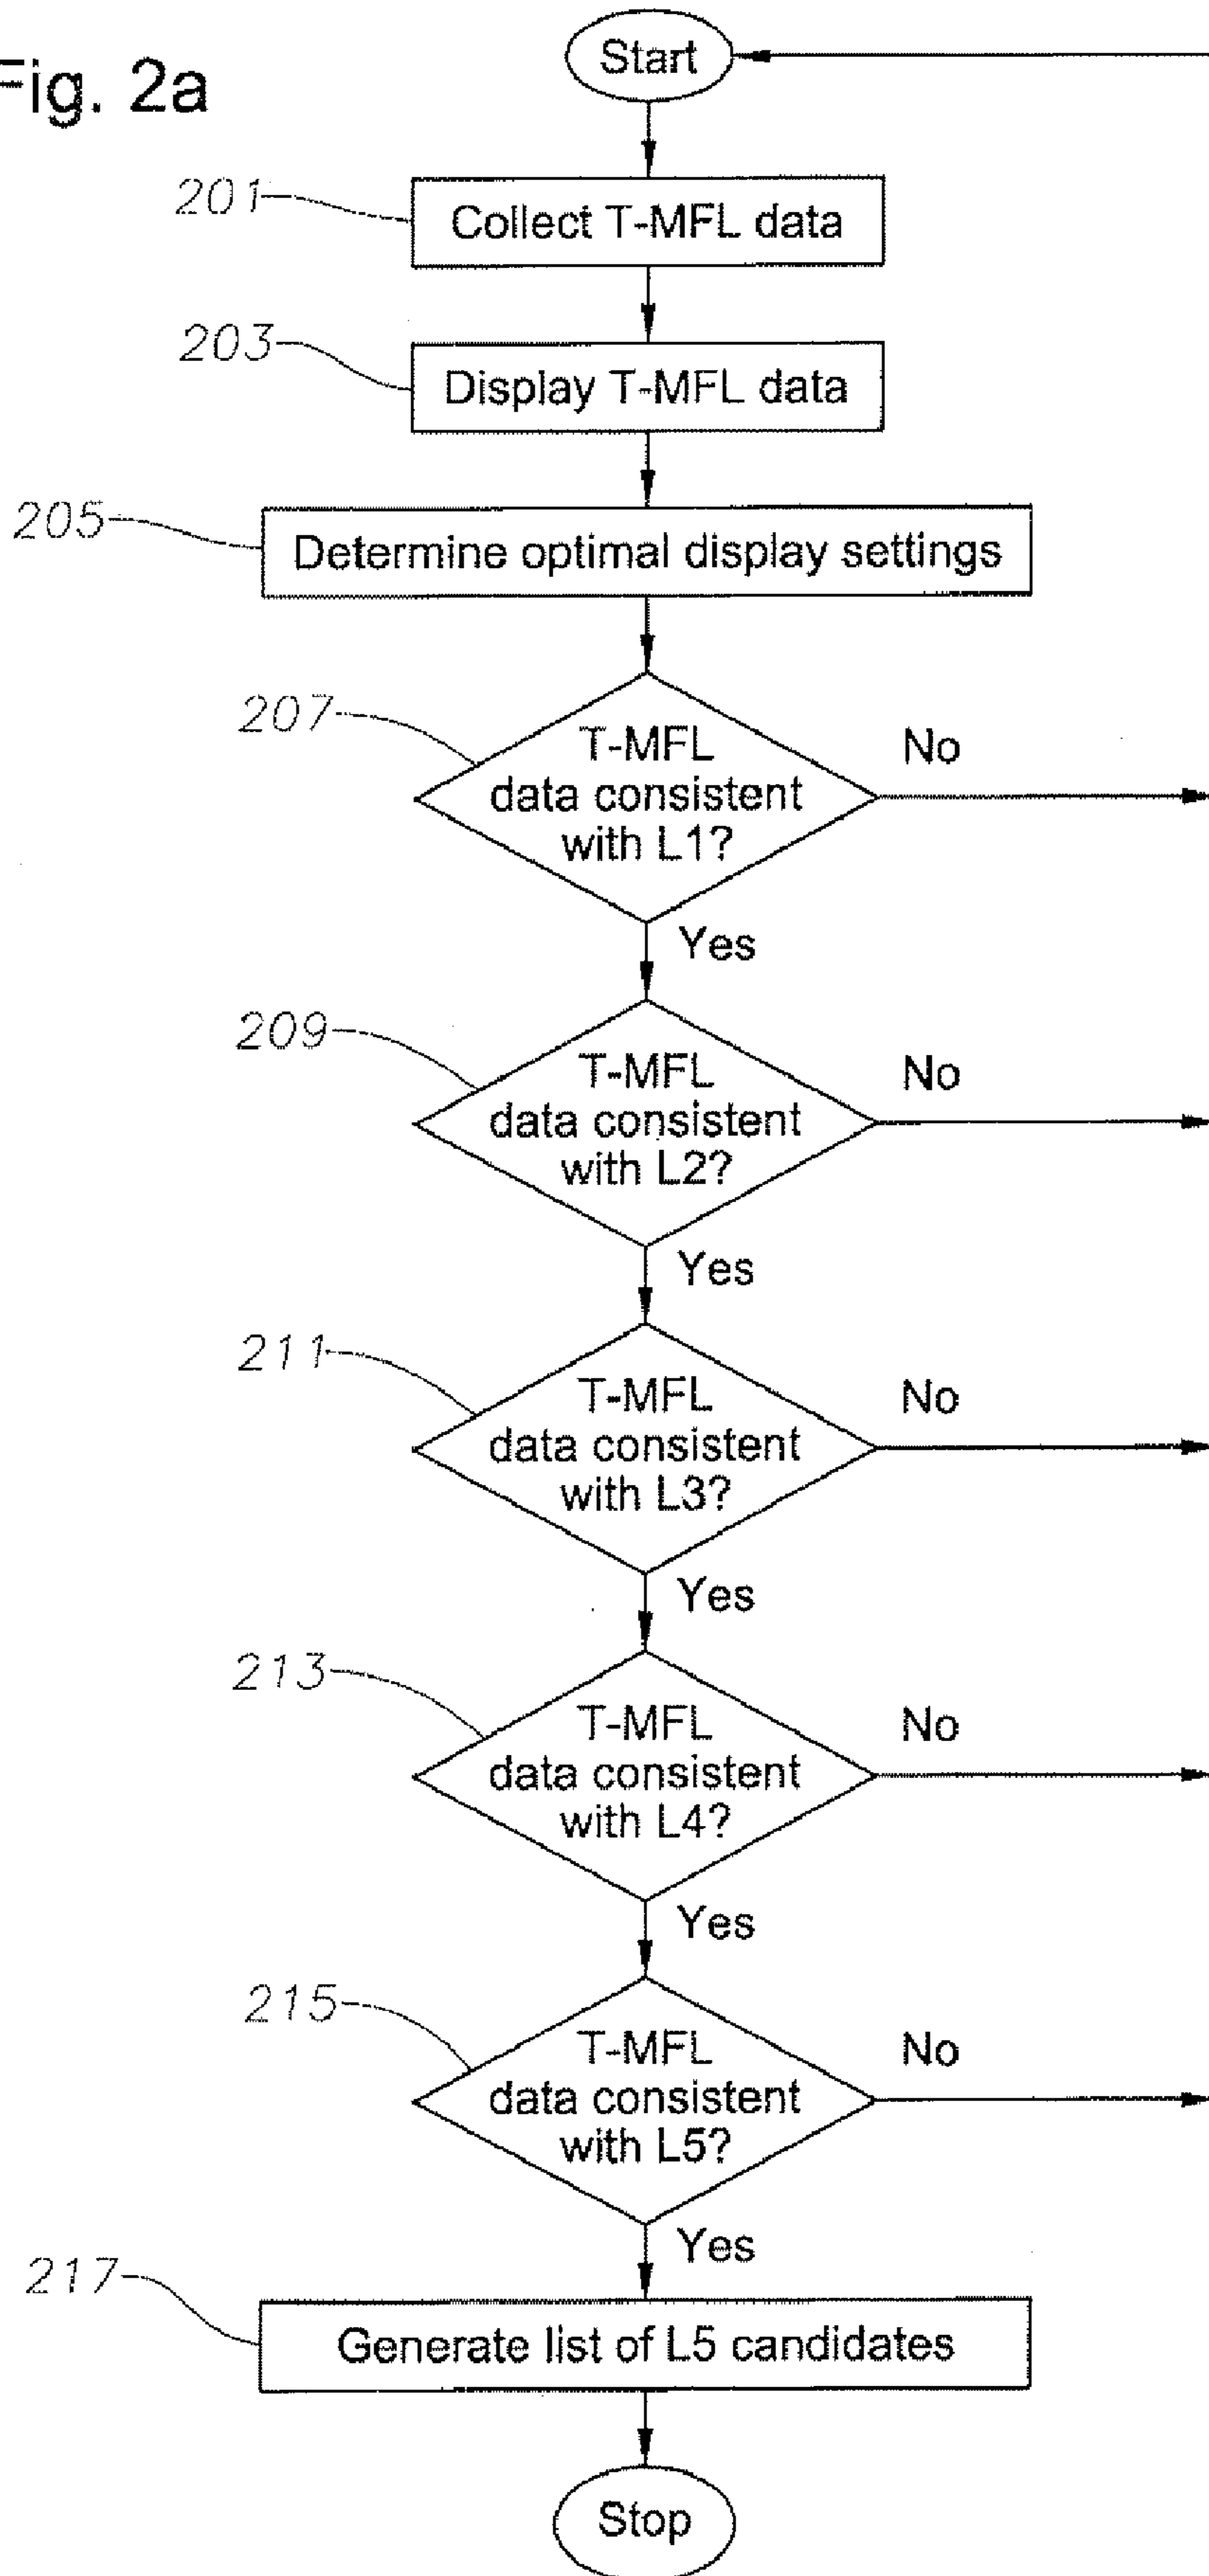 Fig. 2a
Start
201
Collect T-MFL data
203
Display T-MFL data
205
Determine optimal display settings
207
T-MFL
data consistent
with L1?
No
Yes
209
T-MFL
data consistent
with L2?
No
Yes
211
T-MFL
data consistent
with L3?
No
Yes
213
T-MFL
data consistent
with L4?
No
Yes
215
T-MFL
data consistent
with L5?
No
Yes
217
Generate list of L5 candidates
Stop